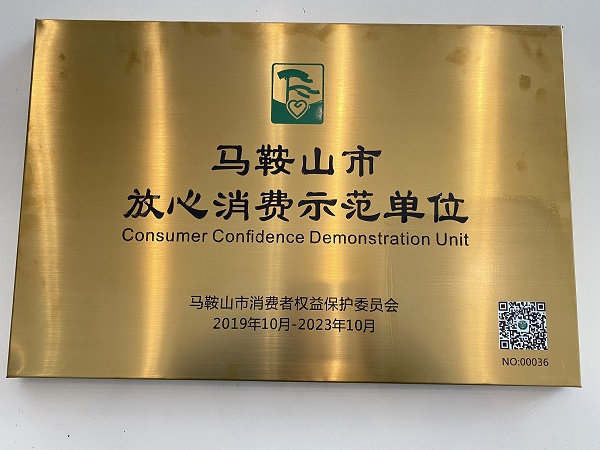 马鞍山市
放心消费示范单位
Consumer Confidence Demonstration Unit
马鞍山市消费者权益保护委员会
2019年10月-2023年10月
NO:00036